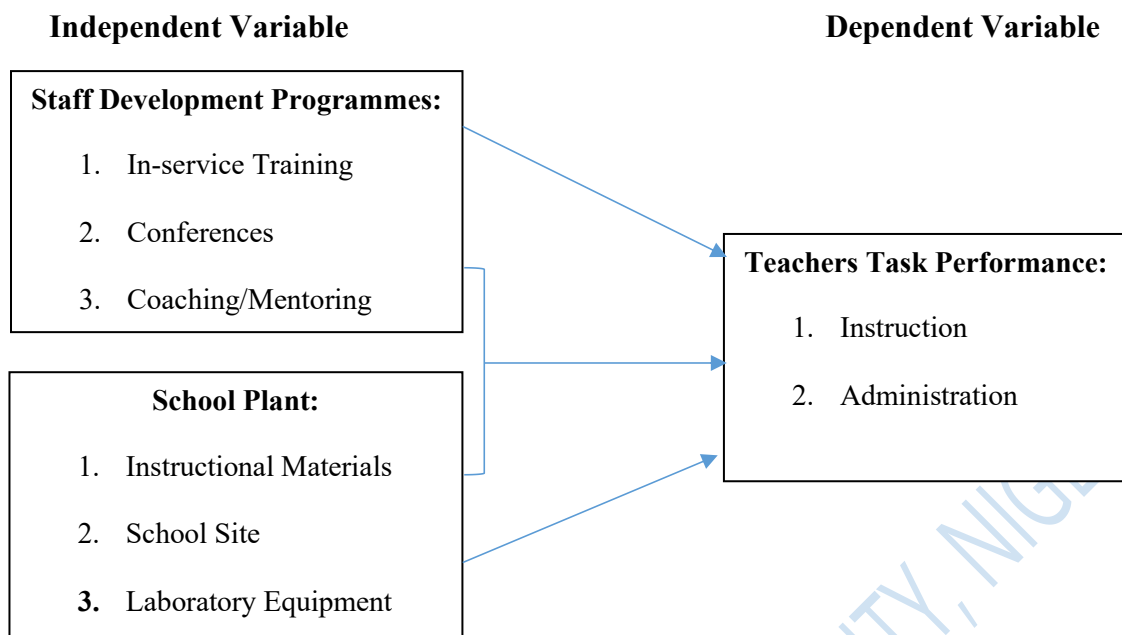 Independent Variable
Dependent Variable
Staff Development Programmes:
1. In-service Training
2. Conferences
3. Coaching/Mentoring
Teachers Task Performance:
1. Instruction
2. Administration
School Plant:
1. Instructional Materials
2. School Site
3. Laboratory Equipment